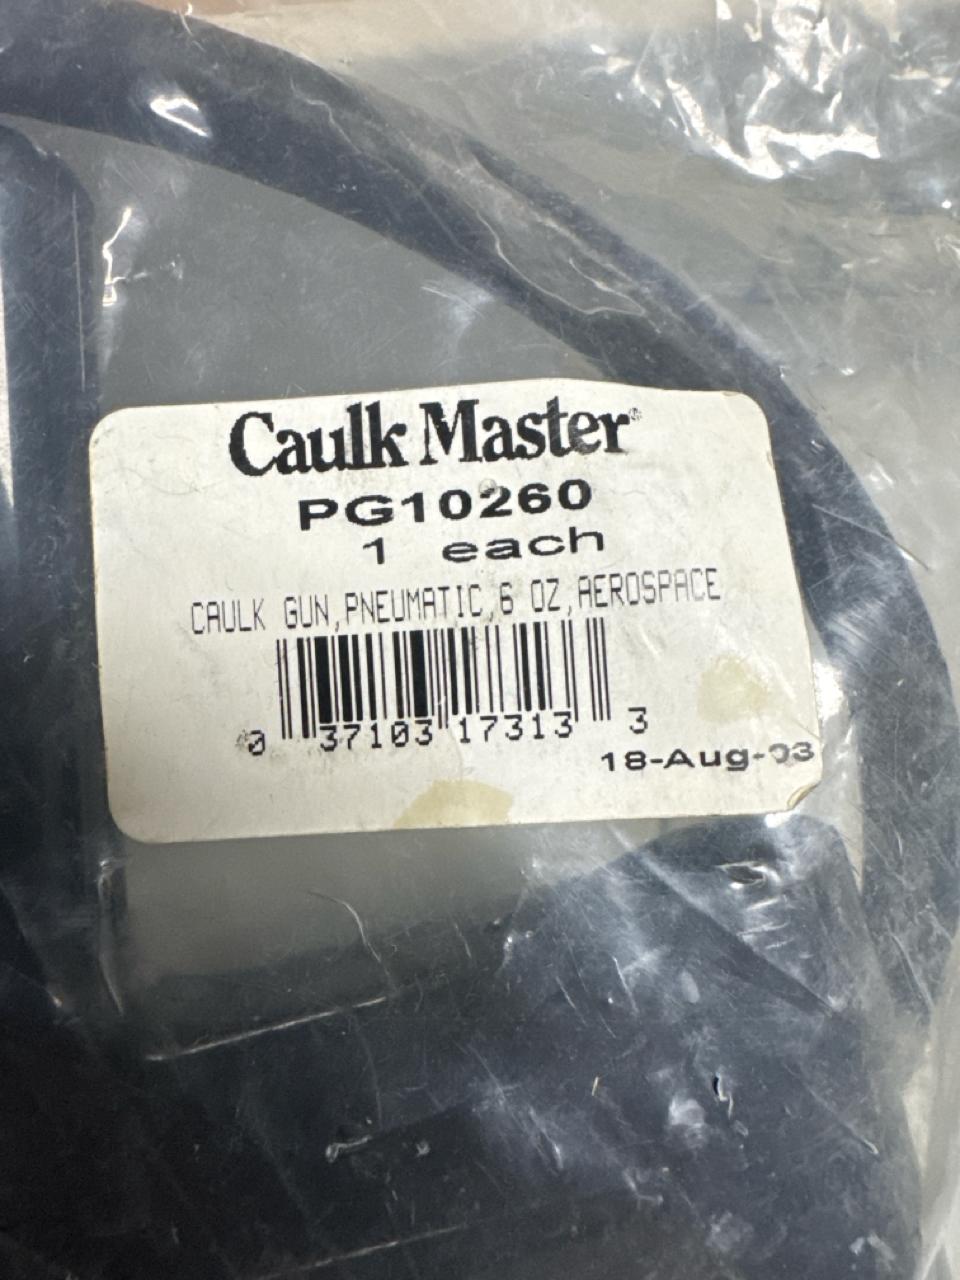 Caulk Master®
PG10260
1 each
CAULK GUN,PNEUMATIC,6 OZ,AEROSPACE
0 37103 17313 3
18-Aug-03